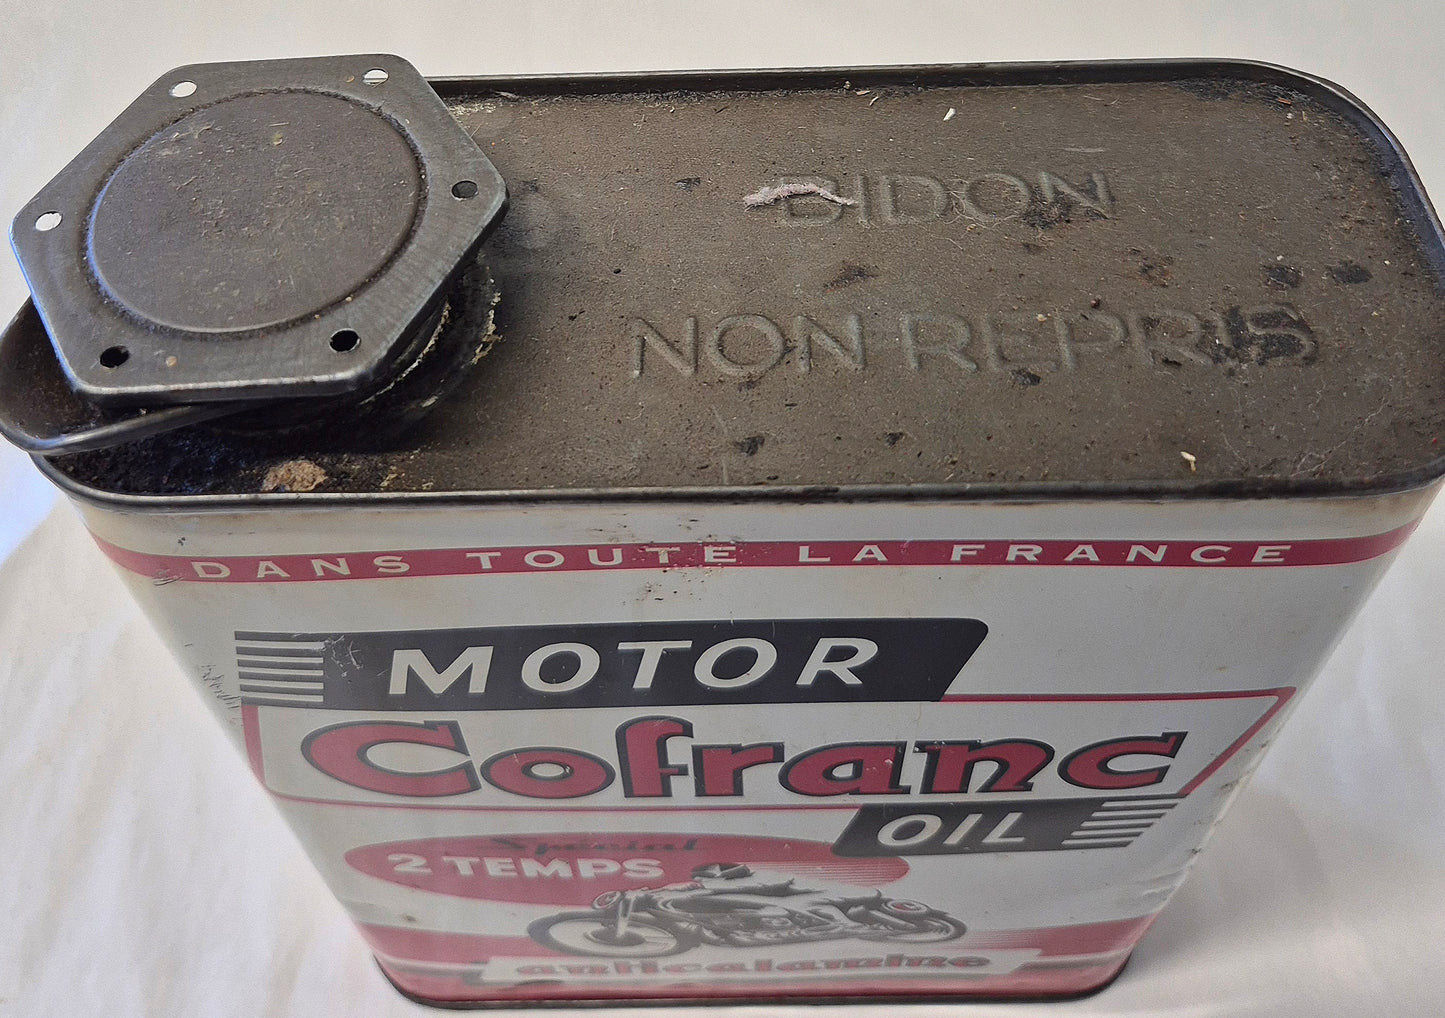 BIDON
NON REPRIS
DANS TOUTE LA FRANCE
MOTOR
Cofranc
OIL
Spécial
2 TEMPS
anticalamine